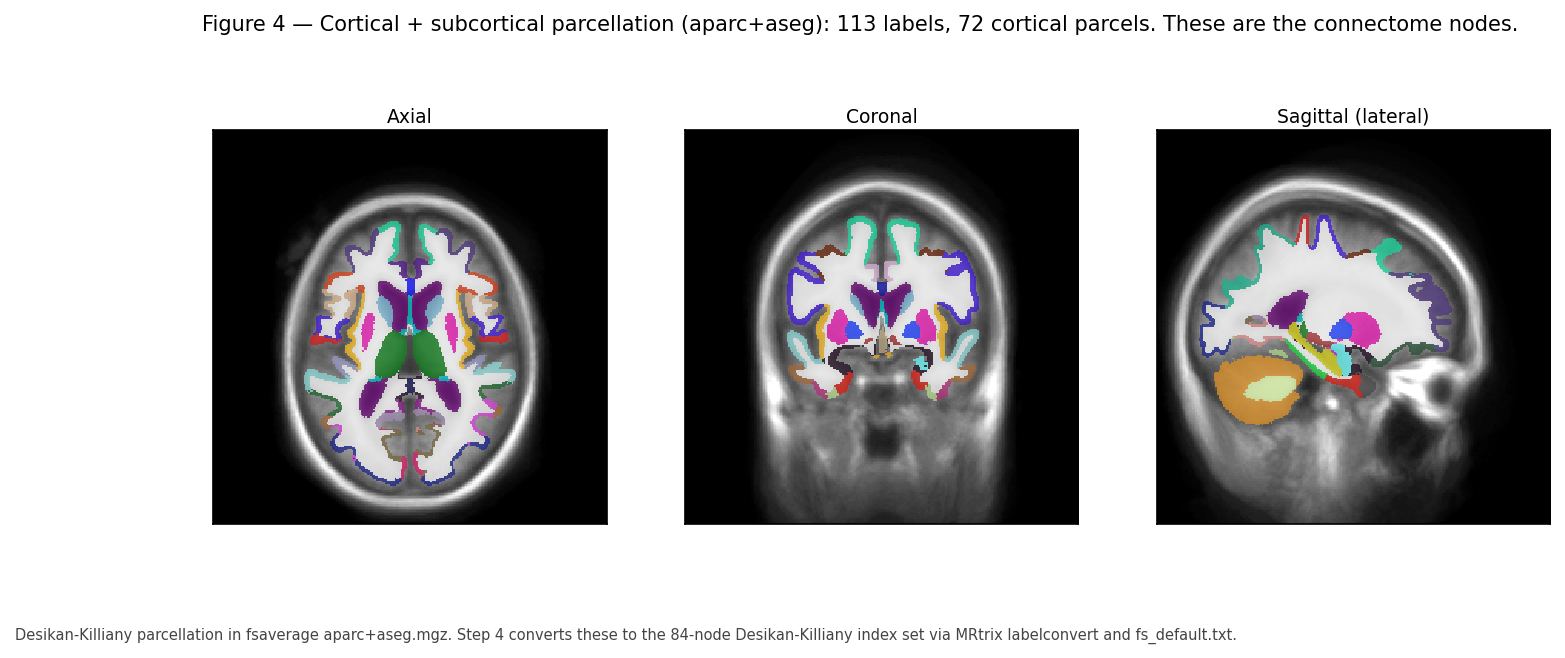 Figure 4 — Cortical + subcortical parcellation (aparc+aseg): 113 labels, 72 cortical parcels. These are the connectome nodes.
Axial
Coronal
Sagittal (lateral)
Desikan-Killiany parcellation in fsaverage aparc+aseg.mgz. Step 4 converts these to the 84-node Desikan-Killiany index set via MRtrix labelconvert and fs_default.txt.